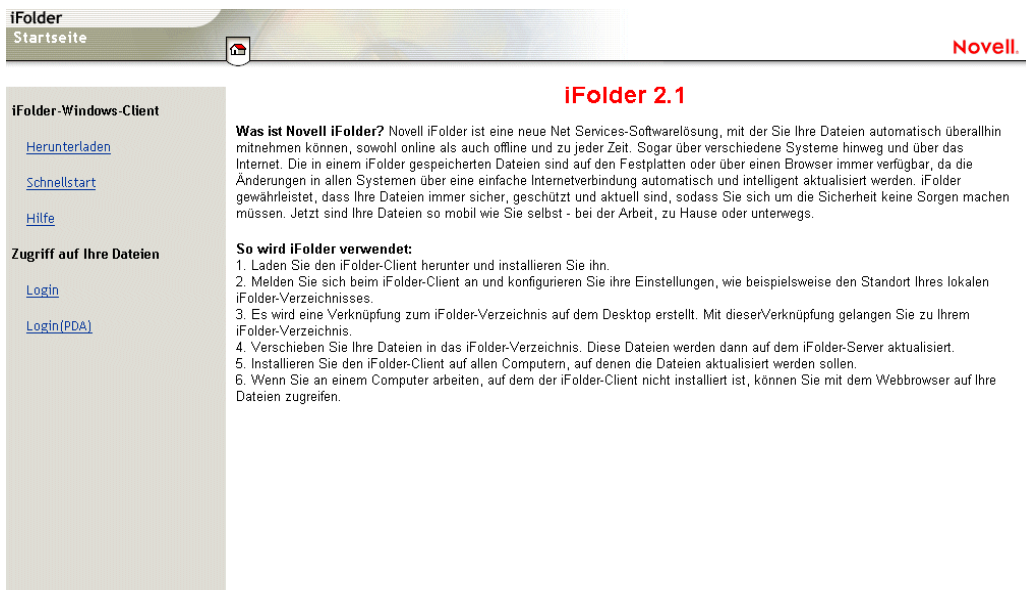 iFolder
Startseite
Novell.
iFolder-Windows-Client
Herunterladen
Schnellstart
Hilfe
Zugriff auf Ihre Dateien
Login
Login(PDA)
iFolder 2.1
Was ist Novell iFolder? Novell iFolder ist eine neue Net Services-Softwarelösung, mit der Sie Ihre Dateien automatisch überallhin
mitnehmen können, sowohl online als auch offline und zu jeder Zeit. Sogar über verschiedene Systeme hinweg und über das
Internet. Die in einem iFolder gespeicherten Dateien sind auf den Festplatten oder über einen Browser immer verfügbar, da die
Änderungen in allen Systemen über eine einfache Internetverbindung automatisch und intelligent aktualisiert werden. iFolder
gewährleistet, dass Ihre Dateien immer sicher, geschützt und aktuell sind, sodass Sie sich um die Sicherheit keine Sorgen machen
müssen. Jetzt sind Ihre Dateien so mobil wie Sie selbst - bei der Arbeit, zu Hause oder unterwegs.
So wird iFolder verwendet:
1. Laden Sie den iFolder-Client herunter und installieren Sie ihn.
2. Melden Sie sich beim iFolder-Client an und konfigurieren Sie ihre Einstellungen, wie beispielsweise den Standort Ihres lokalen
iFolder-Verzeichnisses.
3. Es wird eine Verknüpfung zum iFolder-Verzeichnis auf dem Desktop erstellt. Mit dieserVerknüpfung gelangen Sie zu Ihrem
iFolder-Verzeichnis.
4. Verschieben Sie Ihre Dateien in das iFolder-Verzeichnis. Diese Dateien werden dann auf dem iFolder-Server aktualisiert.
5. Installieren Sie den iFolder-Client auf allen Computern, auf denen die Dateien aktualisiert werden sollen.
6. Wenn Sie an einem Computer arbeiten, auf dem der iFolder-Client nicht installiert ist, können Sie mit dem Webbrowser auf Ihre
Dateien zugreifen.